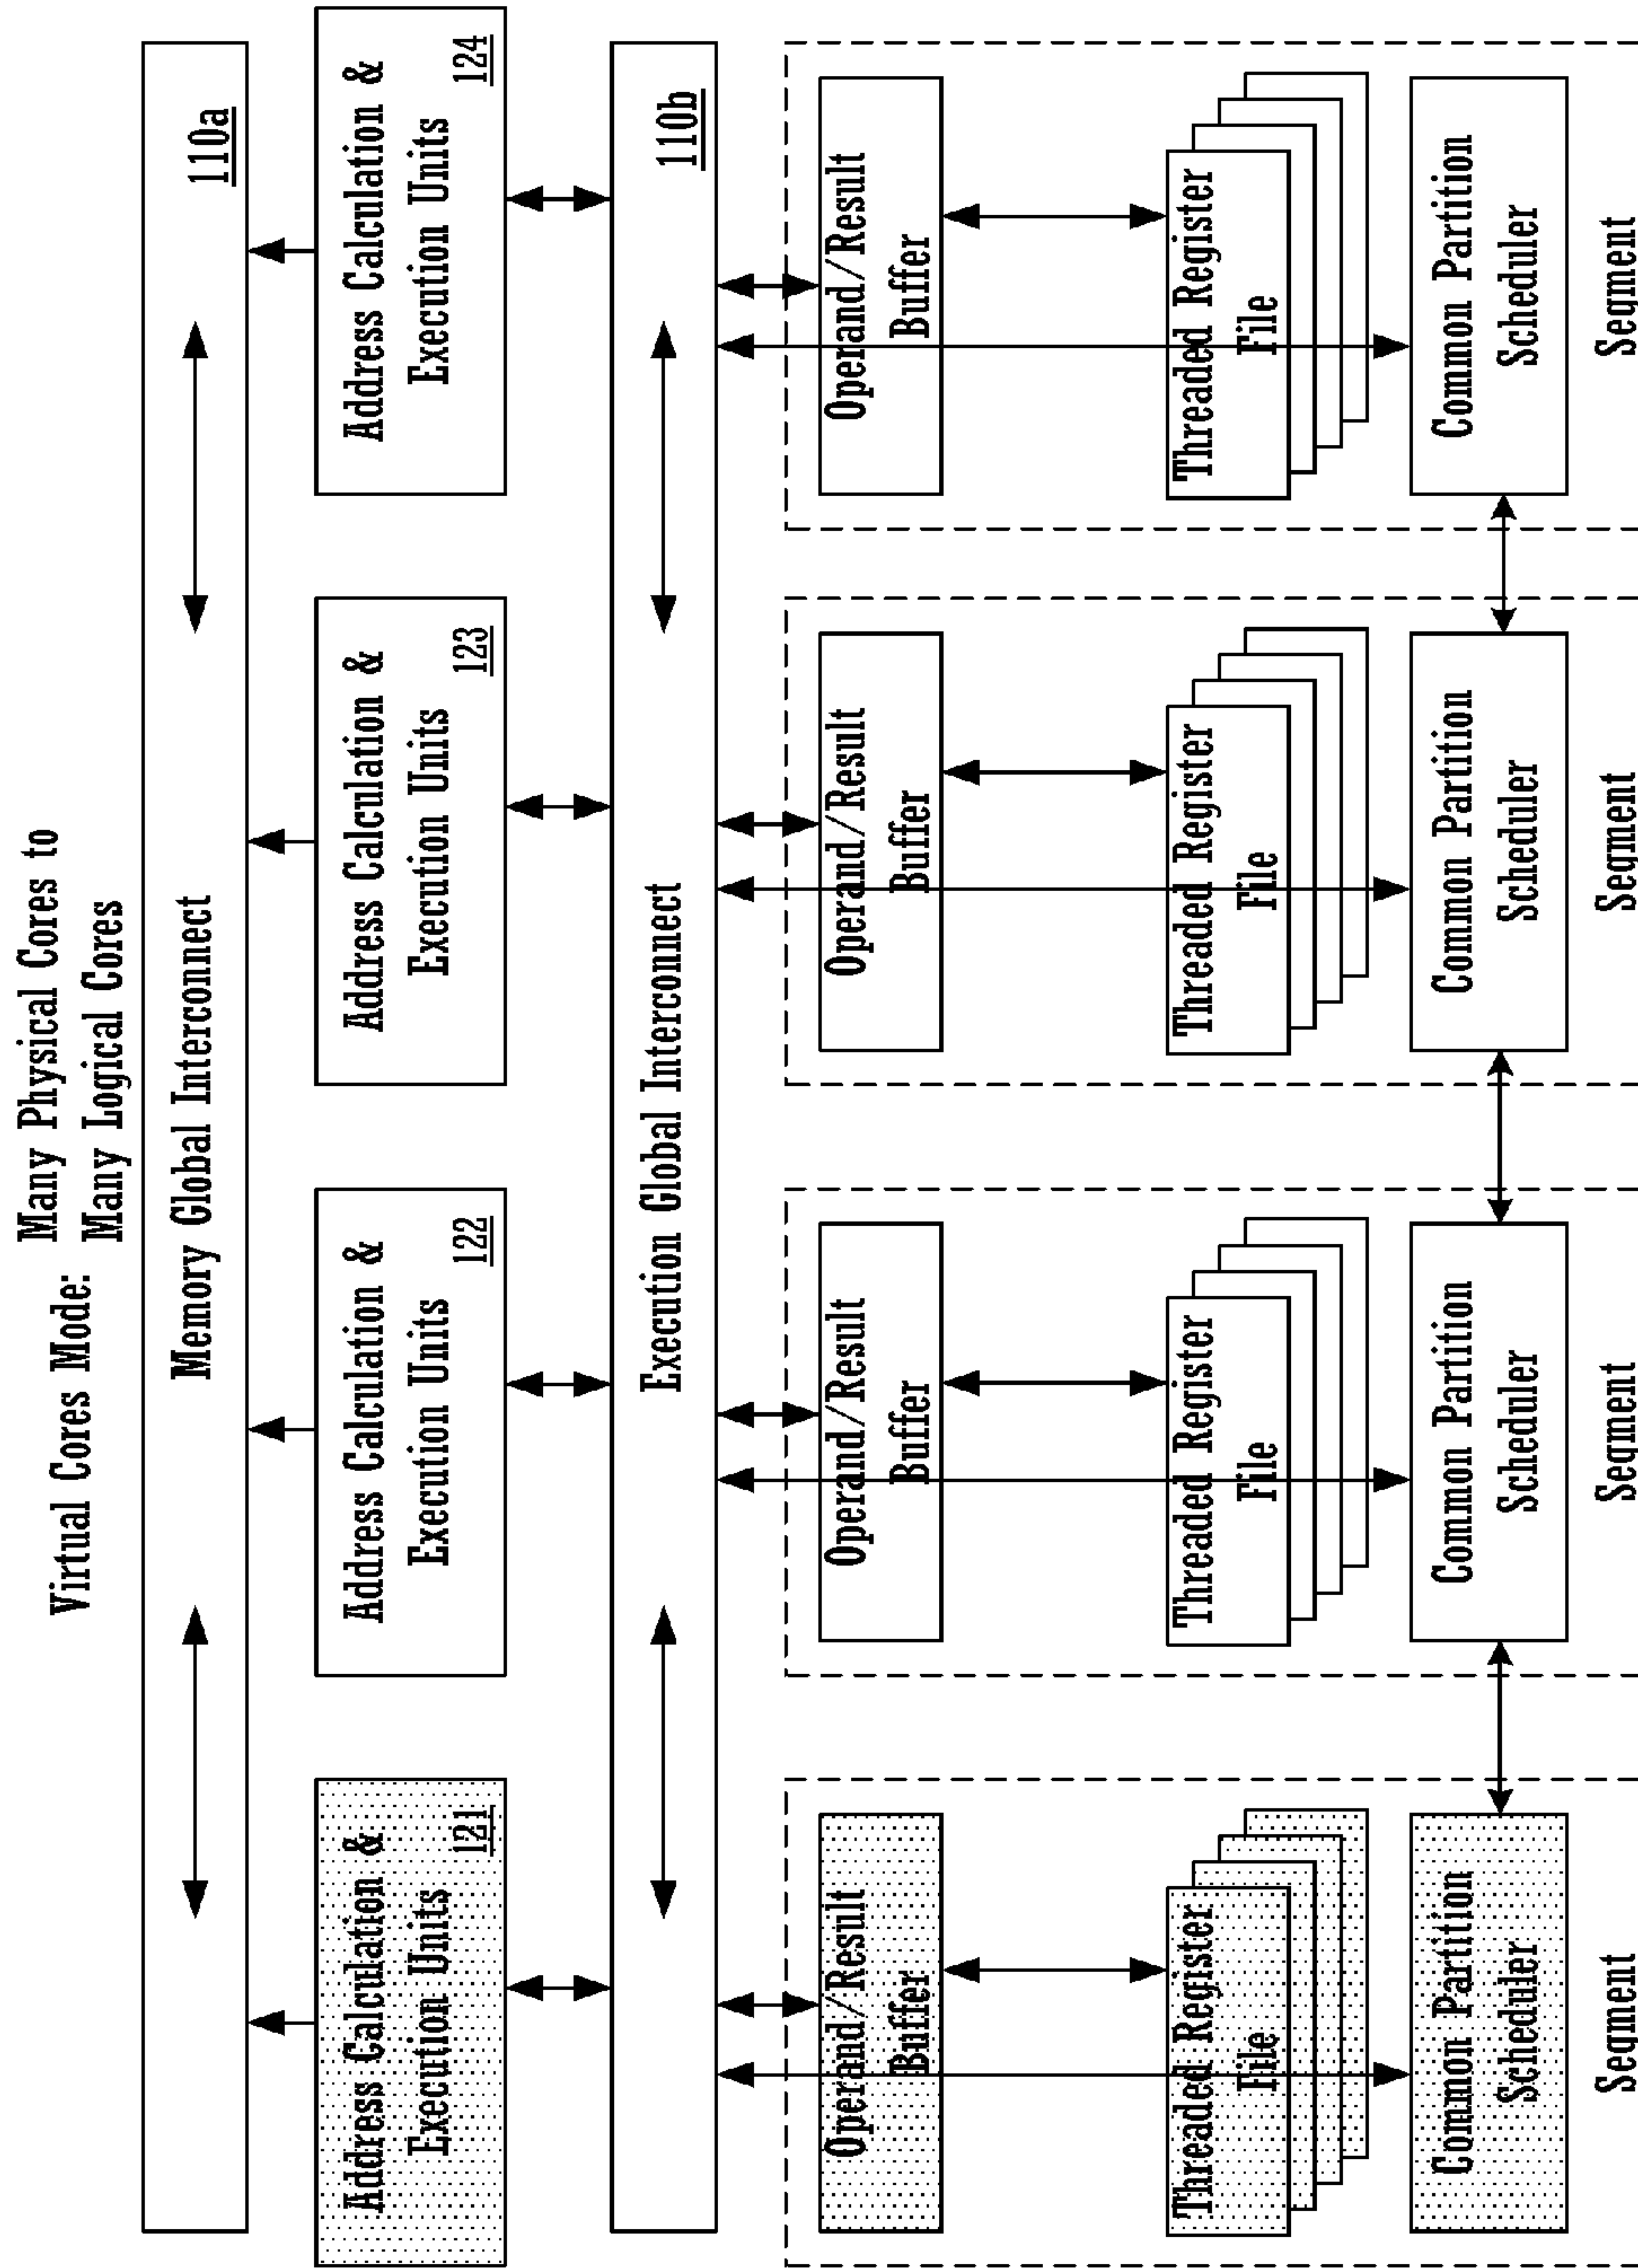 Virtual Cores Mode:
Many Physical Cores to
Many Logical Cores
Memory Global Interconnect
110a
Address Calculation &
Execution Units
121
Address Calculation &
Execution Units
122
Address Calculation &
Execution Units
123
Address Calculation &
Execution Units
124
Execution Global Interconnect
110b
Operand/Result
Buffer
Operand/Result
Buffer
Operand/Result
Buffer
Operand/Result
Buffer
Threaded Register
File
Threaded Register
File
Threaded Register
File
Threaded Register
File
Common Partition
Scheduler
Common Partition
Scheduler
Common Partition
Scheduler
Common Partition
Scheduler
Segment
Segment
Segment
Segment